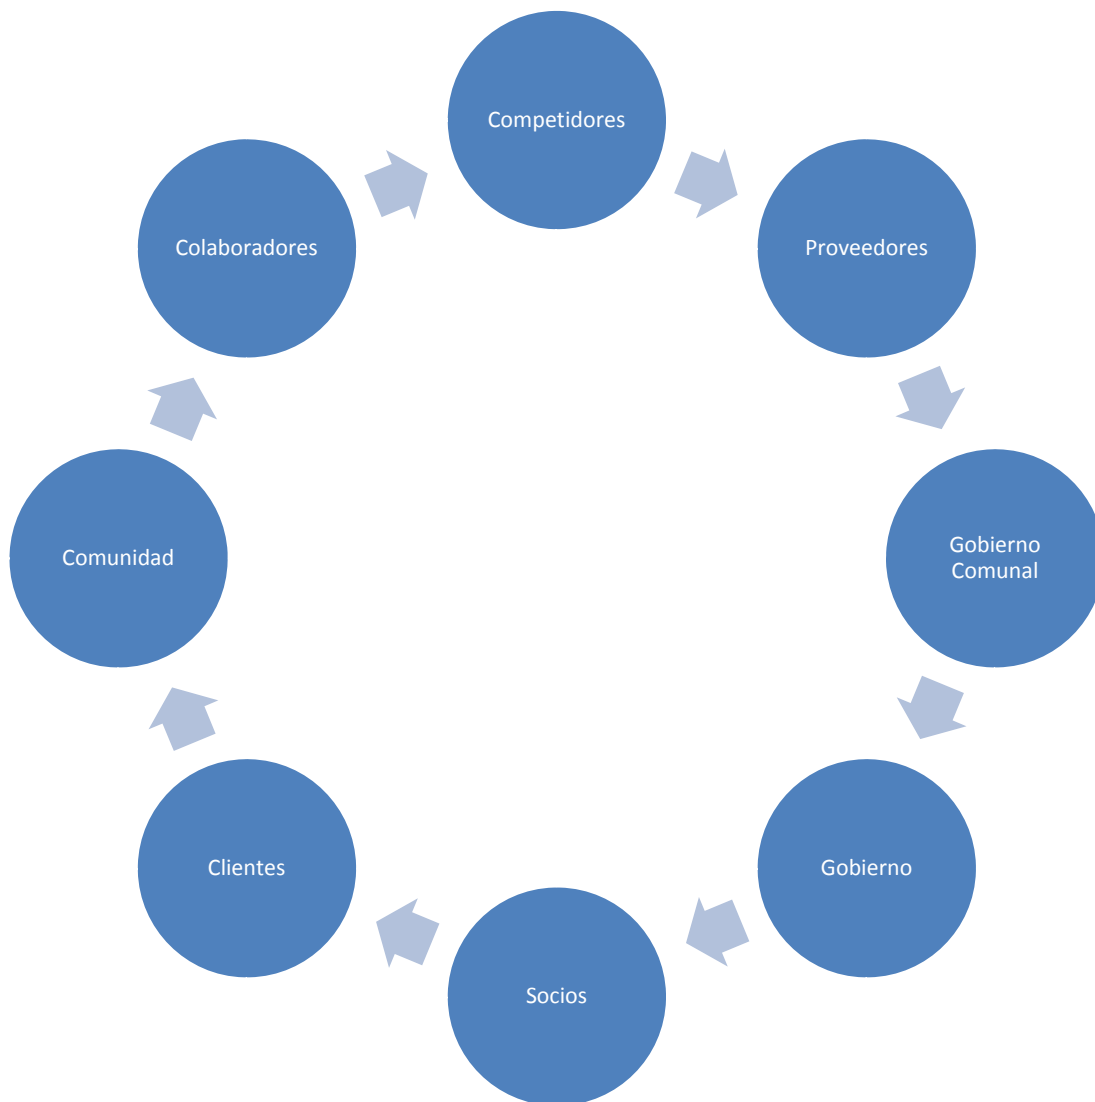 Competidores
Proveedores
Gobierno
Comunal
Gobierno
Socios
Clientes
Comunidad
Colaboradores